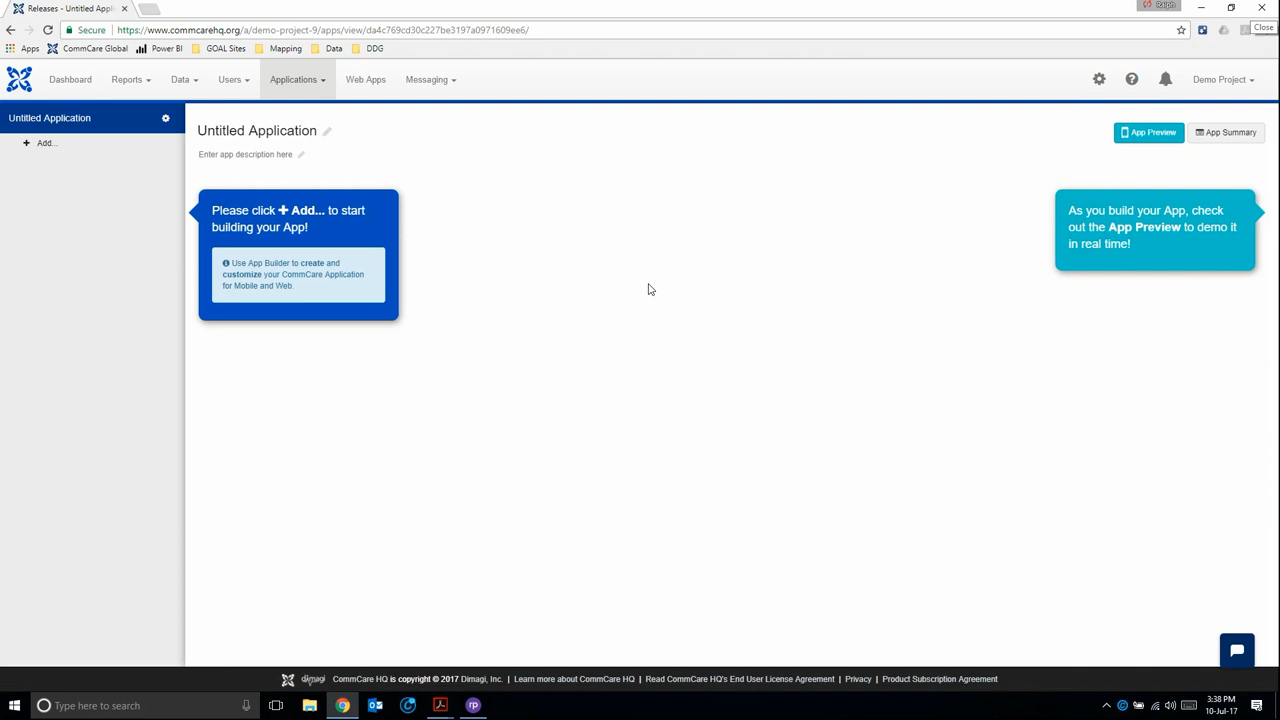 Releases - Untitled Appli
Ralph
Secure
https://www.commcarehq.org/a/demo-project-9/apps/view/da4c769cd30c227be3197a0971609ee6/
Close
Apps
CommCare Global
Power BI
GOAL Sites
Mapping
Data
DDG
Dashboard
Reports
Data
Users
Applications
Web Apps
Messaging
Demo Project
Untitled Application
Add...
Untitled Application
Enter app description here
App Preview
App Summary
Please click + Add... to start
building your App!
Use App Builder to create and
customize your CommCare Application
for Mobile and Web.
As you build your App, check
out the App Preview to demo it
in real time!
dimagi
CommCare HQ is copyright © 2017 Dimagi, Inc. | Learn more about CommCare HQ | Read CommCare HQ's End User License Agreement | Privacy | Product Subscription Agreement
Type here to search
rp
3:38 PM
10-Jul-17